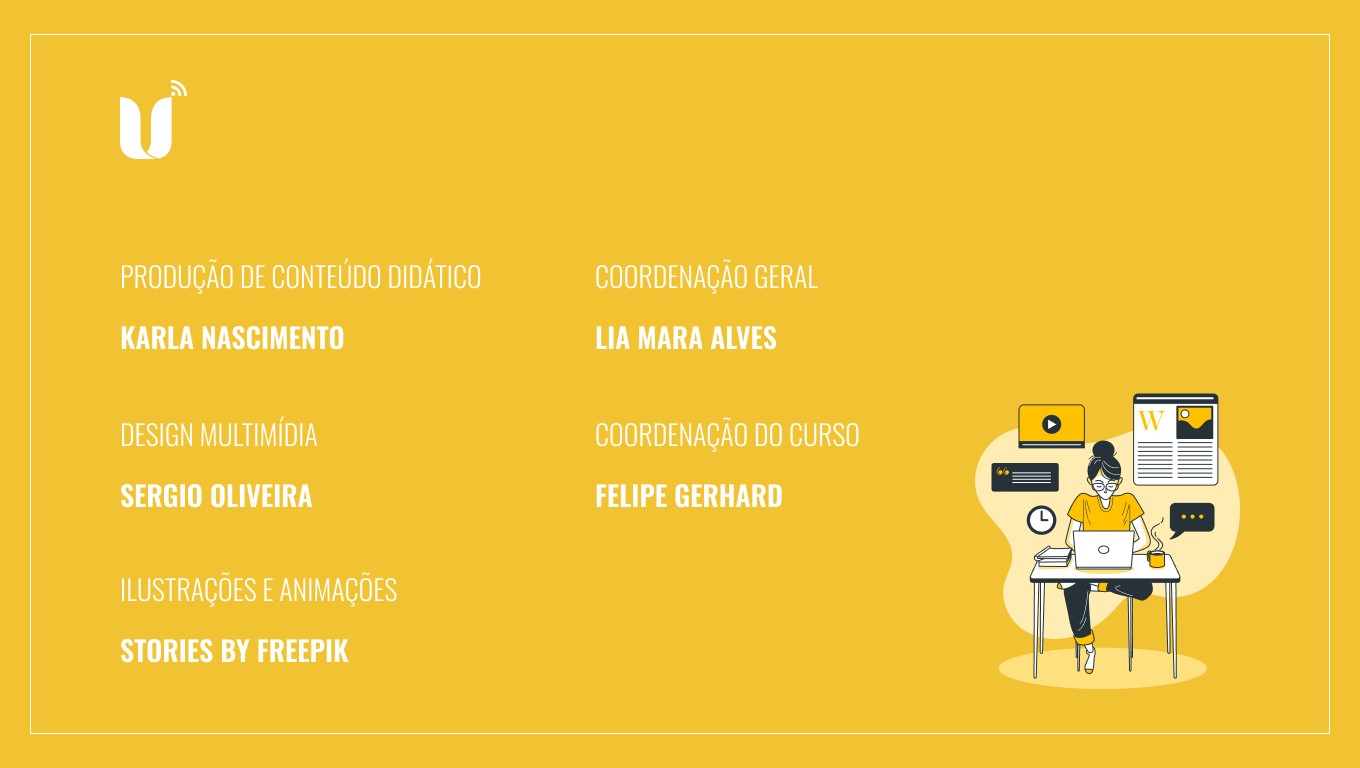 PRODUÇÃO DE CONTEÚDO DIDÁTICO
KARLA NASCIMENTO
DESIGN MULTIMÍDIA
SERGIO OLIVEIRA
ILUSTRAÇÕES E ANIMAÇÕES
STORIES BY FREEPIK
COORDENAÇÃO GERAL
LIA MARA ALVES
COORDENAÇÃO DO CURSO
FELIPE GERHARD
W